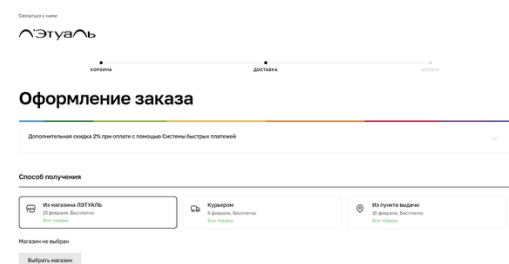 Связаться с нами
Л'Этуаль
КОРЗИНА
ДОСТАВКА
ОПЛАТА
Оформление заказа
Дополнительная скидка 2% при оплате с помощью Системы быстрых платежей
Способ получения
Из магазина ЛЭТУАЛЬ
10 февраля, Бесплатно
Все товары
Курьером
9 февраля, Бесплатно
Все товары
Из пункта выдачи
10 февраля, Бесплатно
Все товары
Магазин не выбран
Выбрать магазин